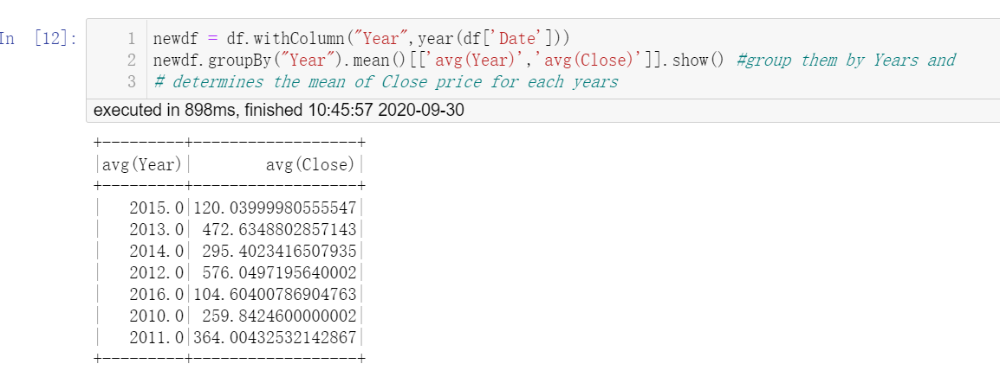 In [12]:
1 newdf = df.withColumn("Year",year(df['Date']))
2 newdf.groupBy("Year").mean()[['avg(Year)','avg(Close)']].show() #group them by Years and
3 # determines the mean of Close price for each years
executed in 898ms, finished 10:45:57 2020-09-30
+---------+------------------+
|avg(Year)|        avg(Close)|
+---------+------------------+
|   2015.0|120.03999980555547|
|   2013.0| 472.6348802857143|
|   2014.0| 295.4023416507935|
|   2012.0| 576.0497195640002|
|   2016.0|104.60400786904763|
|   2010.0| 259.8424600000002|
|   2011.0|364.00432532142867|
+---------+------------------+